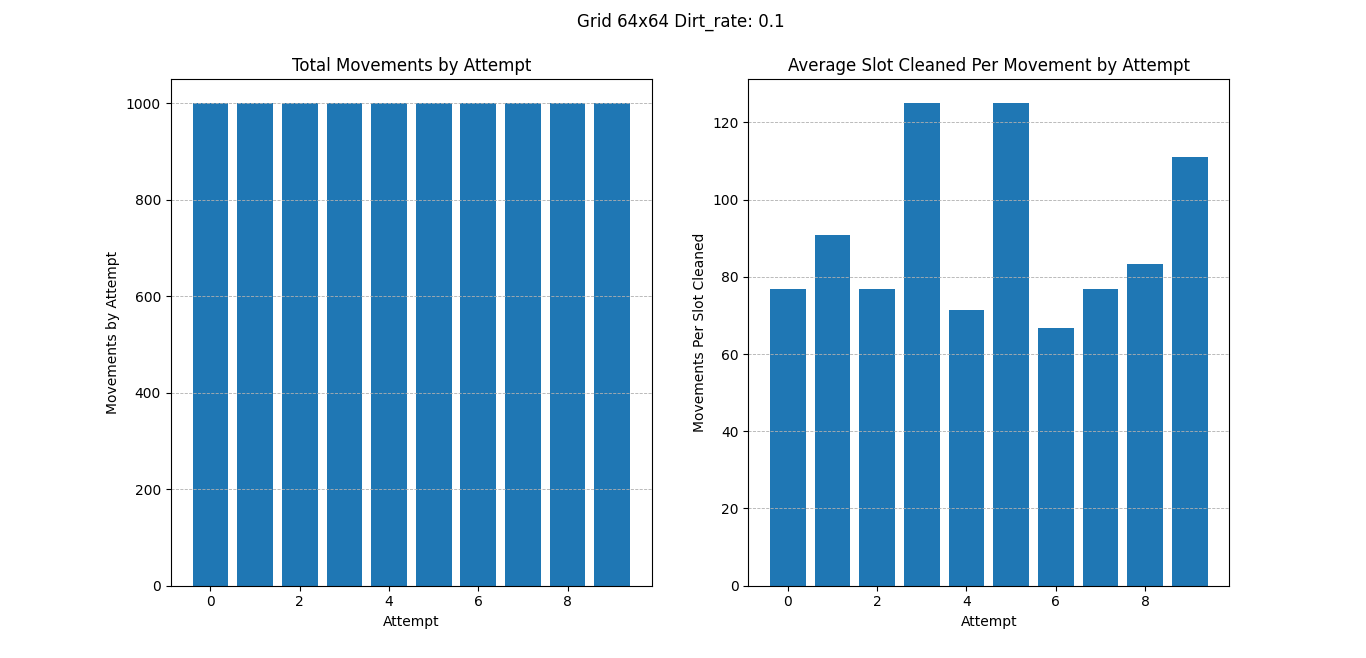 Grid 64x64 Dirt_rate: 0.1
Total Movements by Attempt
Movements by Attempt
1000
800
600
400
200
0
0 2 4 6 8
Attempt
Average Slot Cleaned Per Movement by Attempt
Movements Per Slot Cleaned
120
100
80
60
40
20
0
0 2 4 6 8
Attempt